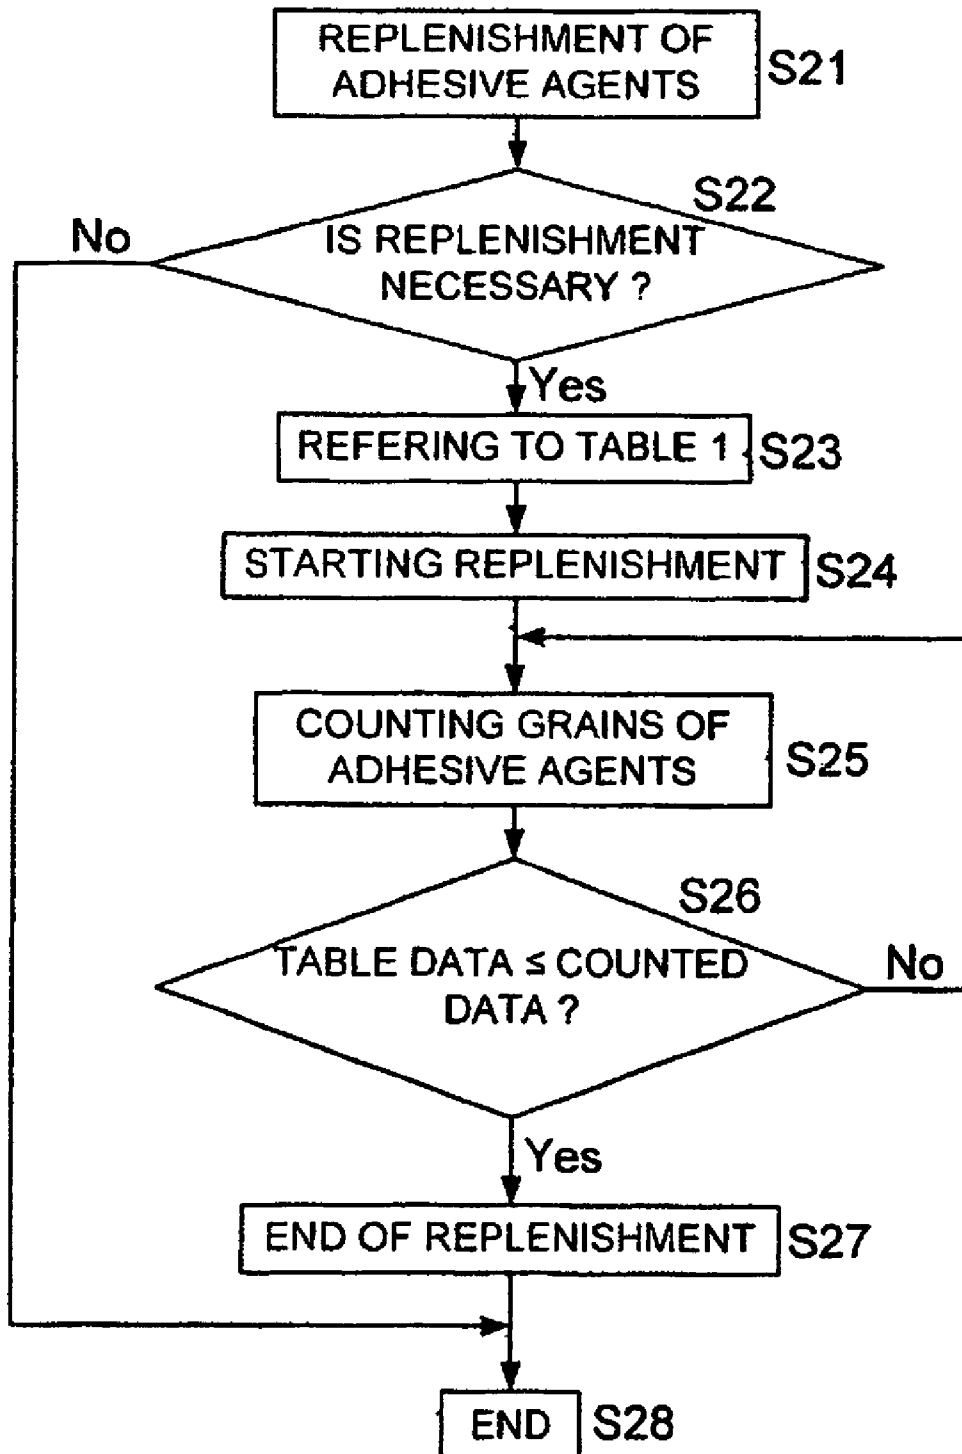 REPLENISHMENT OF
ADHESIVE AGENTS
S21
S22
No
IS REPLENISHMENT
NECESSARY ?
Yes
REFERING TO TABLE 1
S23
STARTING REPLENISHMENT
S24
COUNTING GRAINS OF
ADHESIVE AGENTS
S25
S26
TABLE DATA ≤ COUNTED
DATA ?
No
Yes
END OF REPLENISHMENT
S27
END
S28